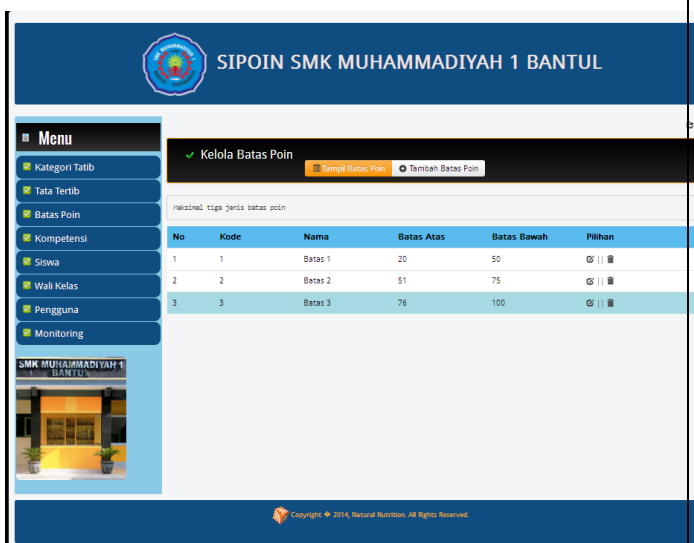 SIPOIN SMK MUHAMMADIYAH 1 BANTUL
Menu
Kategori Tatib
Tata Tertib
Batas Poin
Kompetensi
Siswa
Wali Kelas
Pengguna
Monitoring
SMK MUHAMMADIYAH 1
BANTUL
Kelola Batas Poin
Tampil Batas Poin Tambah Batas Poin
Maksimal tiga jenis batas poin
No Kode Nama Batas Atas Batas Bawah Pilihan
1 1 Batas 1 20 50 ||
2 2 Batas 2 51 75 ||
3 3 Batas 3 76 100 ||
Copyright � 2014, Natural Nutrition. All Rights Reserved.